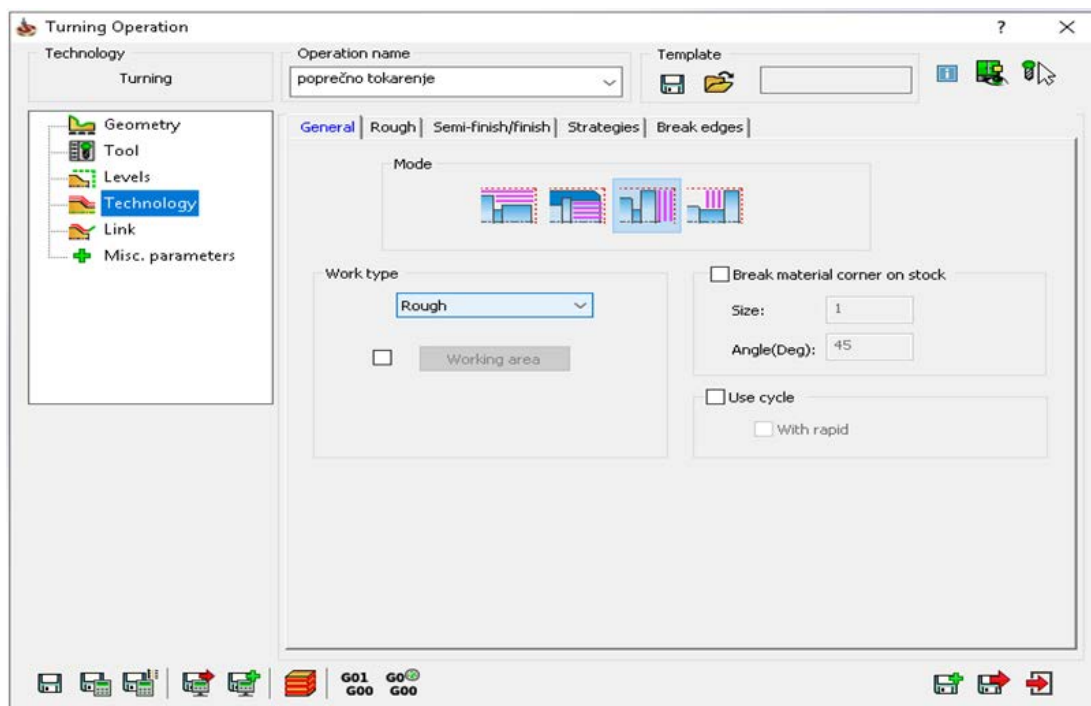 Turning Operation
?
Technology
Turning
Operation name
poprečno tokarenje
Template
Geometry
Tool
Levels
Technology
Link
Misc. parameters
General
Rough
Semi-finish/finish
Strategies
Break edges
Mode
Work type
Rough
Working area
Break material corner on stock
Size:
1
Angle(Deg):
45
Use cycle
With rapid
G01
G00
G0
G00